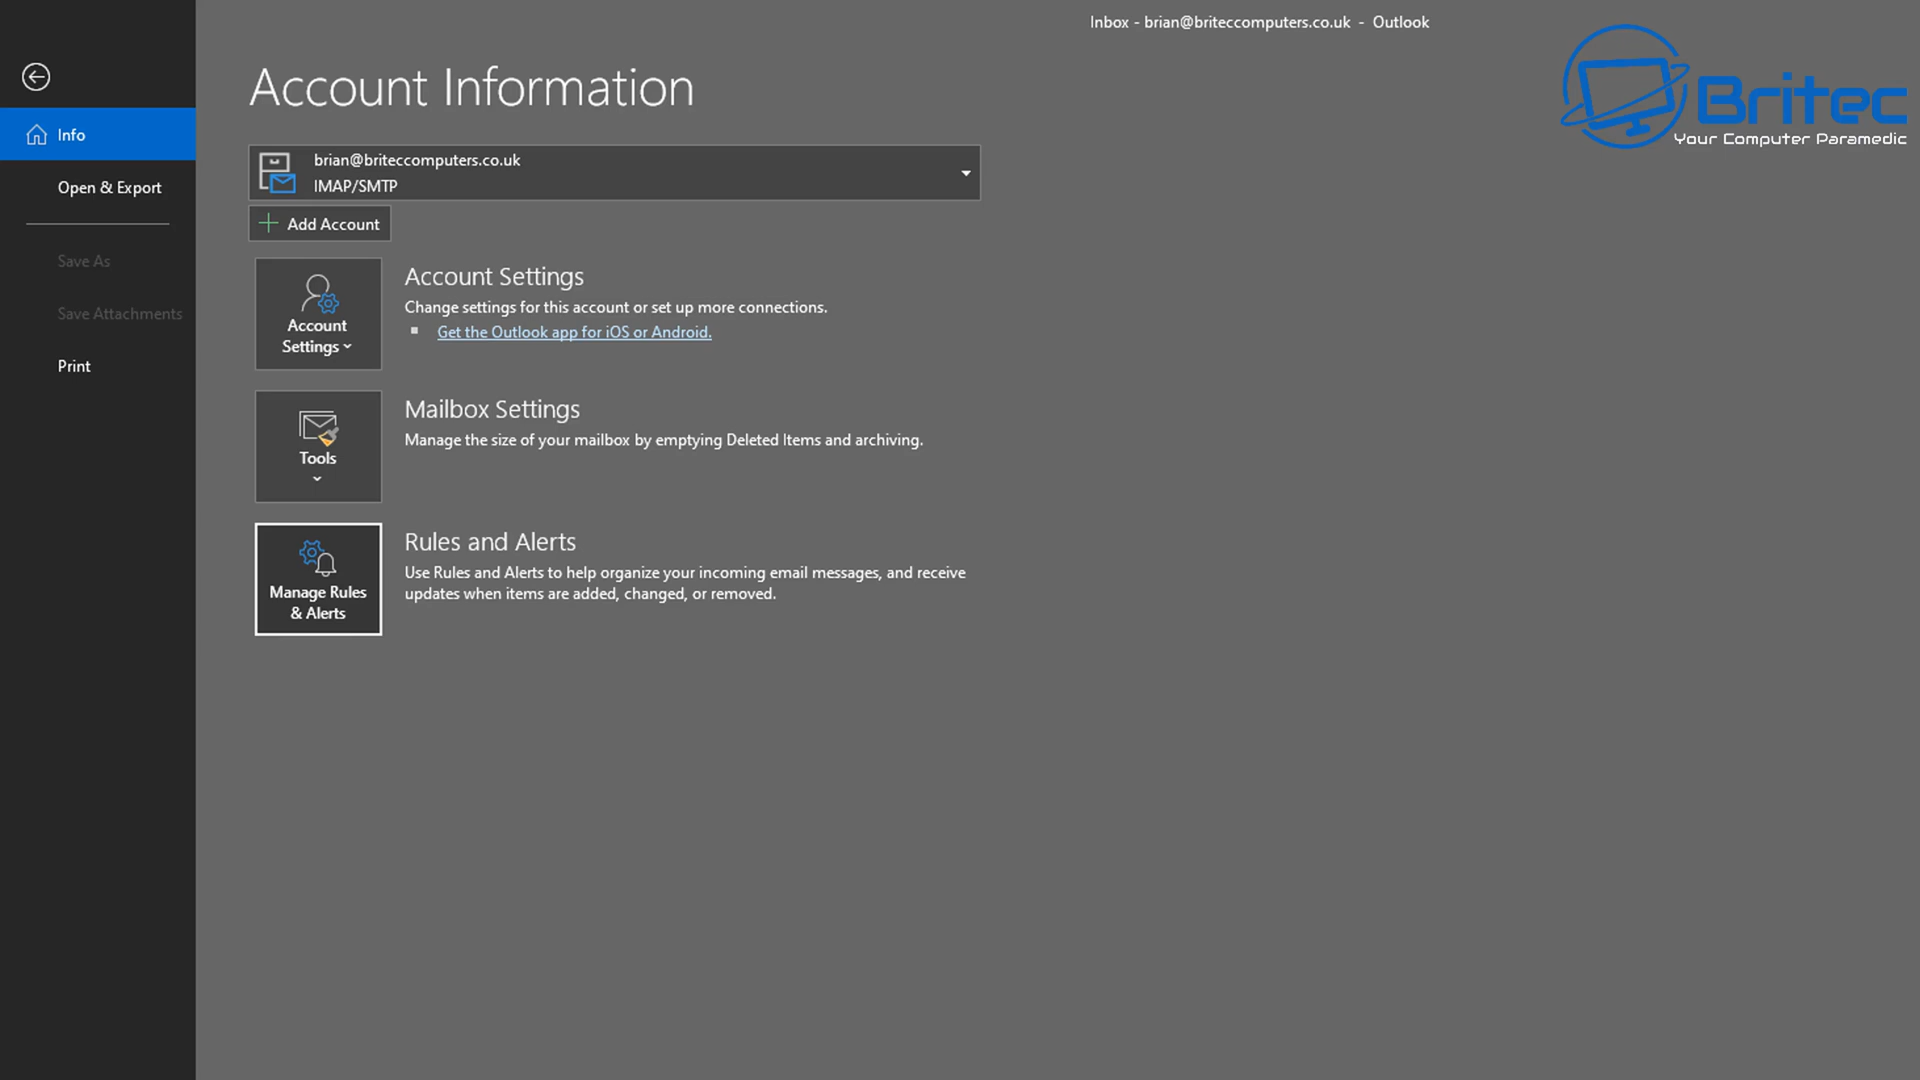 Inbox - brian@briteccomputers.co.uk - Outlook
Britec
Your Computer Paramedic
Account Information
Info
Open & Export
Save As
Save Attachments
Print
brian@briteccomputers.co.uk
IMAP/SMTP
Add Account
Account
Settings
Account Settings
Change settings for this account or set up more connections.
Get the Outlook app for iOS or Android.
Tools
Mailbox Settings
Manage the size of your mailbox by emptying Deleted Items and archiving.
Manage Rules
& Alerts
Rules and Alerts
Use Rules and Alerts to help organize your incoming email messages, and receive
updates when items are added, changed, or removed.